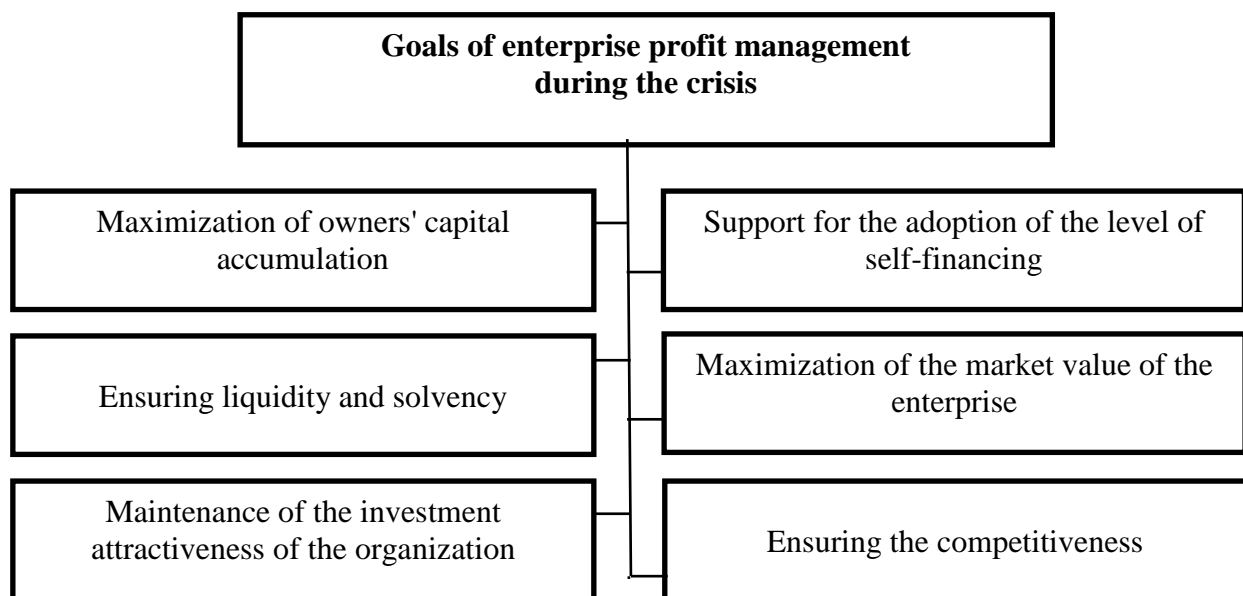 Goals of enterprise profit management
during the crisis
Maximization of owners' capital
accumulation
Support for the adoption of the level of
self-financing
Ensuring liquidity and solvency
Maximization of the market value of the
enterprise
Maintenance of the investment
attractiveness of the organization
Ensuring the competitiveness